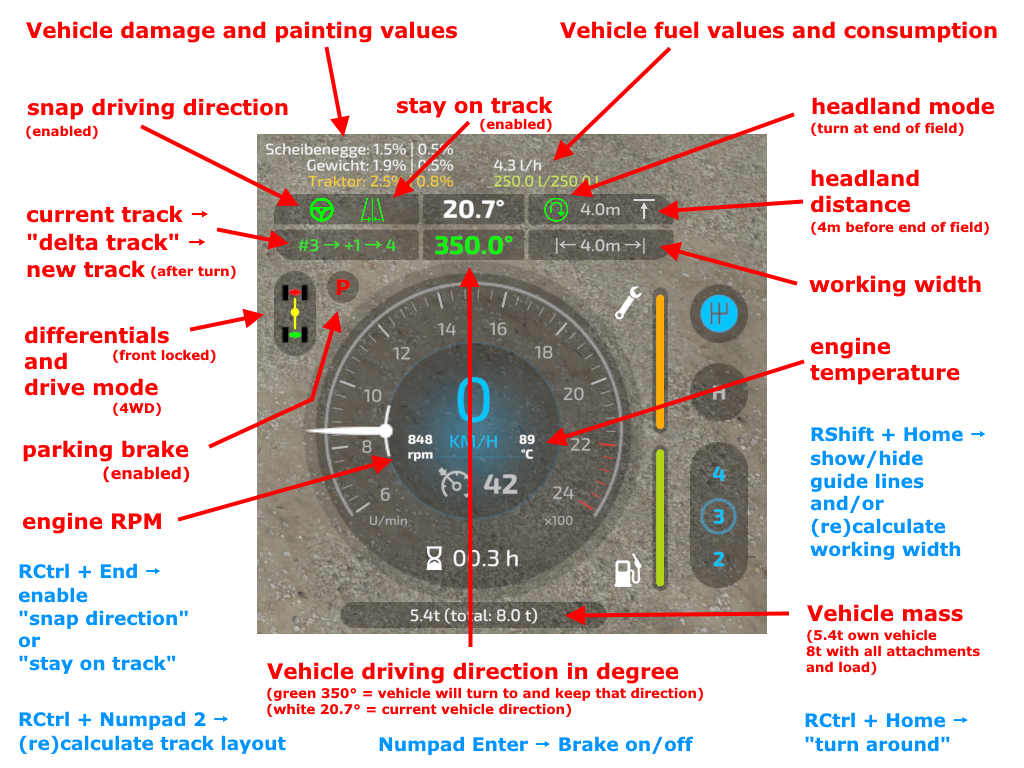 Vehicle damage and painting values
Vehicle fuel values and consumption
snap driving direction
(enabled)
stay on track
(enabled)
headland mode
(turn at end of field)
Scheibenegge: 1.5% | 0.5%
Gewicht: 1.9% | 0.5%
Traktor: 2.5% | 0.8%
4.3 l/h
250.0 l/250.0 l
headland
distance
(4m before end of field)
current track →
"delta track" →
new track (after turn)
20.7°
4.0m
#3 → +1 → 4
350.0°
|← 4.0m →|
working width
P
differentials
and (front locked)
drive mode
(4WD)
engine
temperature
parking brake
(enabled)
engine RPM
6
8
10
12
14
16
18
20
22
24
U/min
x100
0
KM/H
848
rpm
89
°C
42
00.3 h
H
4
3
2
5.4t (total: 8.0 t)
RShift + Home →
show/hide
guide lines
and/or
(re)calculate
working width
RCtrl + End →
enable
"snap direction"
or
"stay on track"
Vehicle mass
(5.4t own vehicle
8t with all attachments
and load)
Vehicle driving direction in degree
(green 350° = vehicle will turn to and keep that direction)
(white 20.7° = current vehicle direction)
RCtrl + Numpad 2 →
(re)calculate track layout
Numpad Enter → Brake on/off
RCtrl + Home →
"turn around"